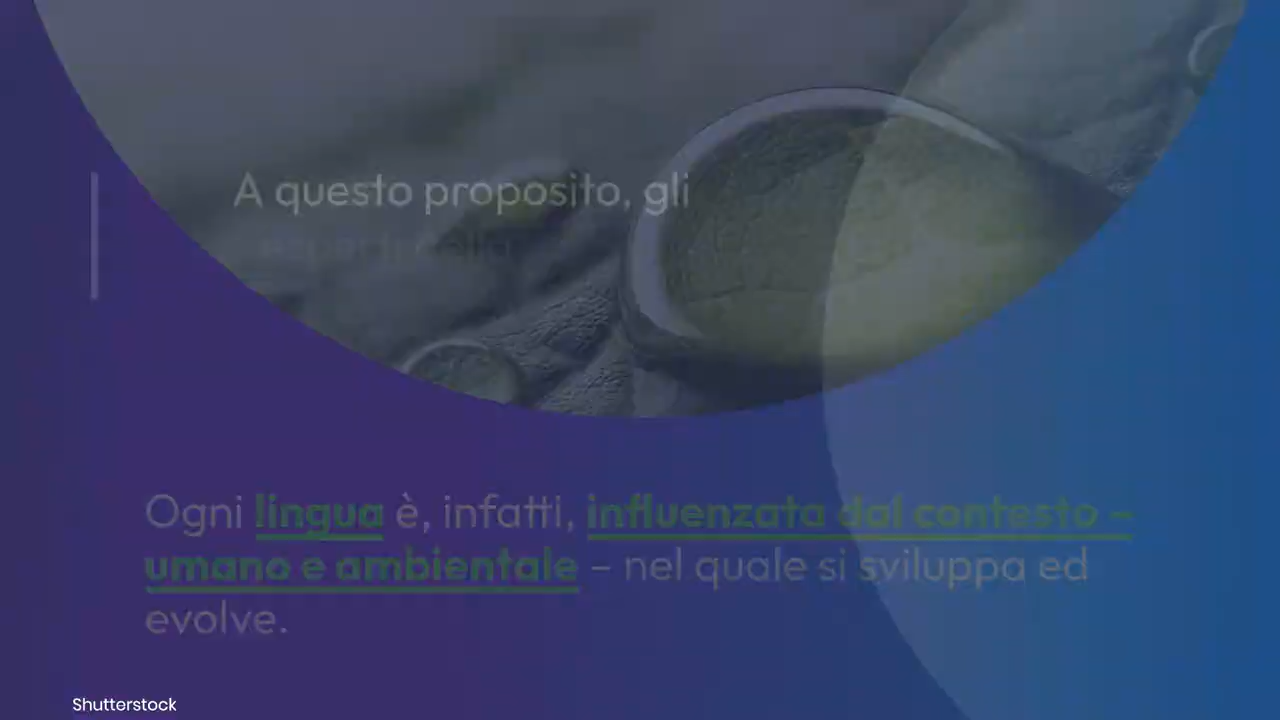 A questo proposito, gli
Ogni lingua è, infatti, influenzata dal contesto –
umano e ambientale – nel quale si sviluppa ed
evolve.
Shutterstock